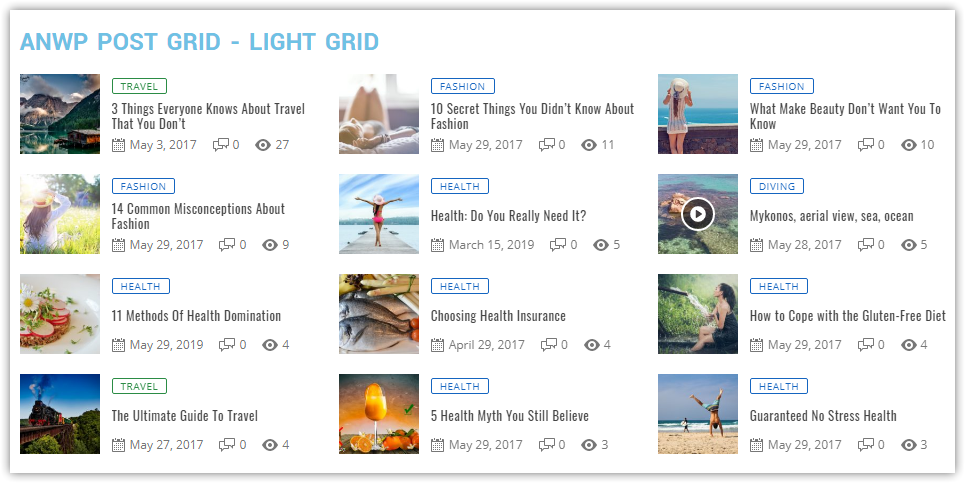 ANWP POST GRID - LIGHT GRID
TRAVEL
3 Things Everyone Knows About Travel
That You Don't
May 3, 2017 0 27
FASHION
10 Secret Things You Didn't Know About
Fashion
May 29, 2017 0 11
FASHION
What Make Beauty Don't Want You To
Know
May 29, 2017 0 10
FASHION
14 Common Misconceptions About
Fashion
May 29, 2017 0 9
HEALTH
Health: Do You Really Need It?
March 15, 2019 0 5
DIVING
Mykonos, aerial view, sea, ocean
May 28, 2017 0 5
HEALTH
11 Methods Of Health Domination
May 29, 2019 0 4
HEALTH
Choosing Health Insurance
April 29, 2017 0 4
HEALTH
How to Cope with the Gluten-Free Diet
May 29, 2017 0 4
TRAVEL
The Ultimate Guide To Travel
May 27, 2017 0 4
HEALTH
5 Health Myth You Still Believe
May 29, 2017 0 3
HEALTH
Guaranteed No Stress Health
May 29, 2017 0 3